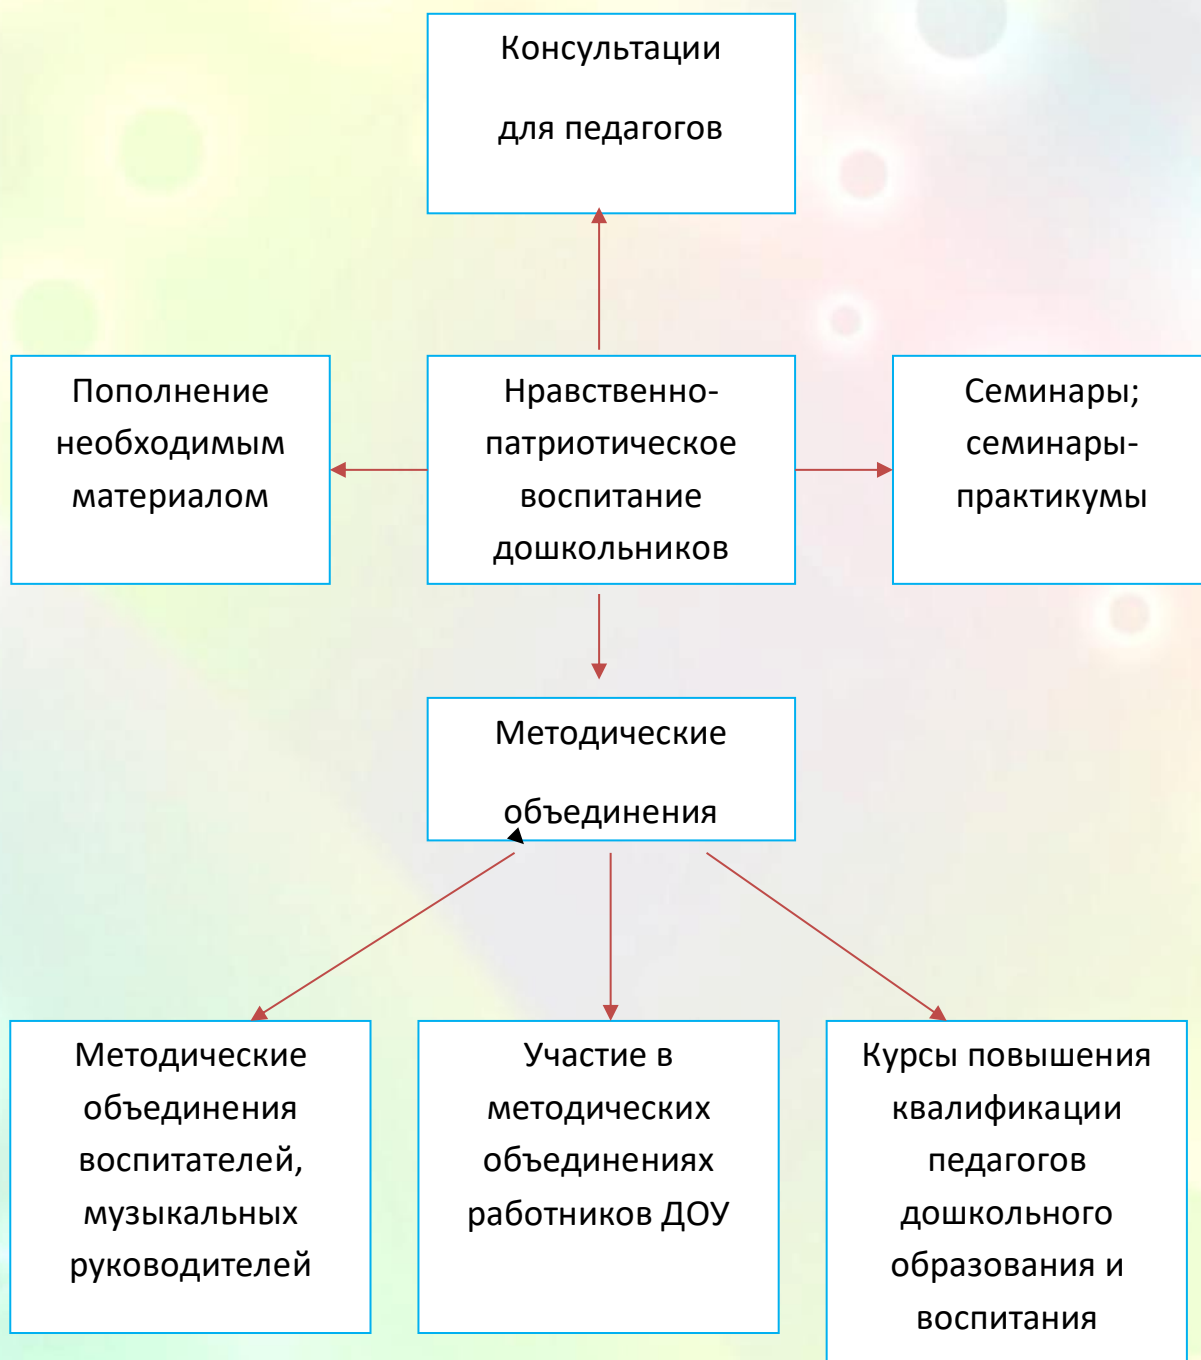 Консультации
для педагогов
Пополнение
необходимым
материалом
Нравственно-
патриотическое
воспитание
дошкольников
Семинары;
семинары-
практикумы
Методические
объединения
Методические
объединения
воспитателей,
музыкальных
руководителей
Участие в
методических
объединениях
работников ДОУ
Курсы повышения
квалификации
педагогов
дошкольного
образования и
воспитания